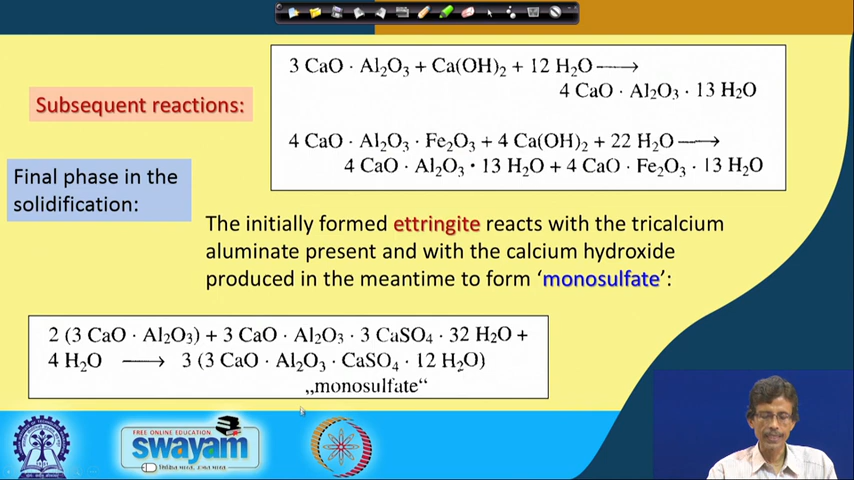 3 CaO · Al₂O₃ + Ca(OH)₂ + 12 H₂O ⟶
4 CaO · Al₂O₃ · 13 H₂O
Subsequent reactions:
4 CaO · Al₂O₃ · Fe₂O₃ + 4 Ca(OH)₂ + 22 H₂O ⟶
4 CaO · Al₂O₃ · 13 H₂O + 4 CaO · Fe₂O₃ · 13 H₂O
Final phase in the
solidification:
The initially formed ettringite reacts with the tricalcium
aluminate present and with the calcium hydroxide
produced in the meantime to form ‘monosulfate’:
2 (3 CaO · Al₂O₃) + 3 CaO · Al₂O₃ · 3 CaSO₄ · 32 H₂O +
4 H₂O ⟶ 3 (3 CaO · Al₂O₃ · CaSO₄ · 12 H₂O)
„monosulfate“
FREE ONLINE EDUCATION
swayam